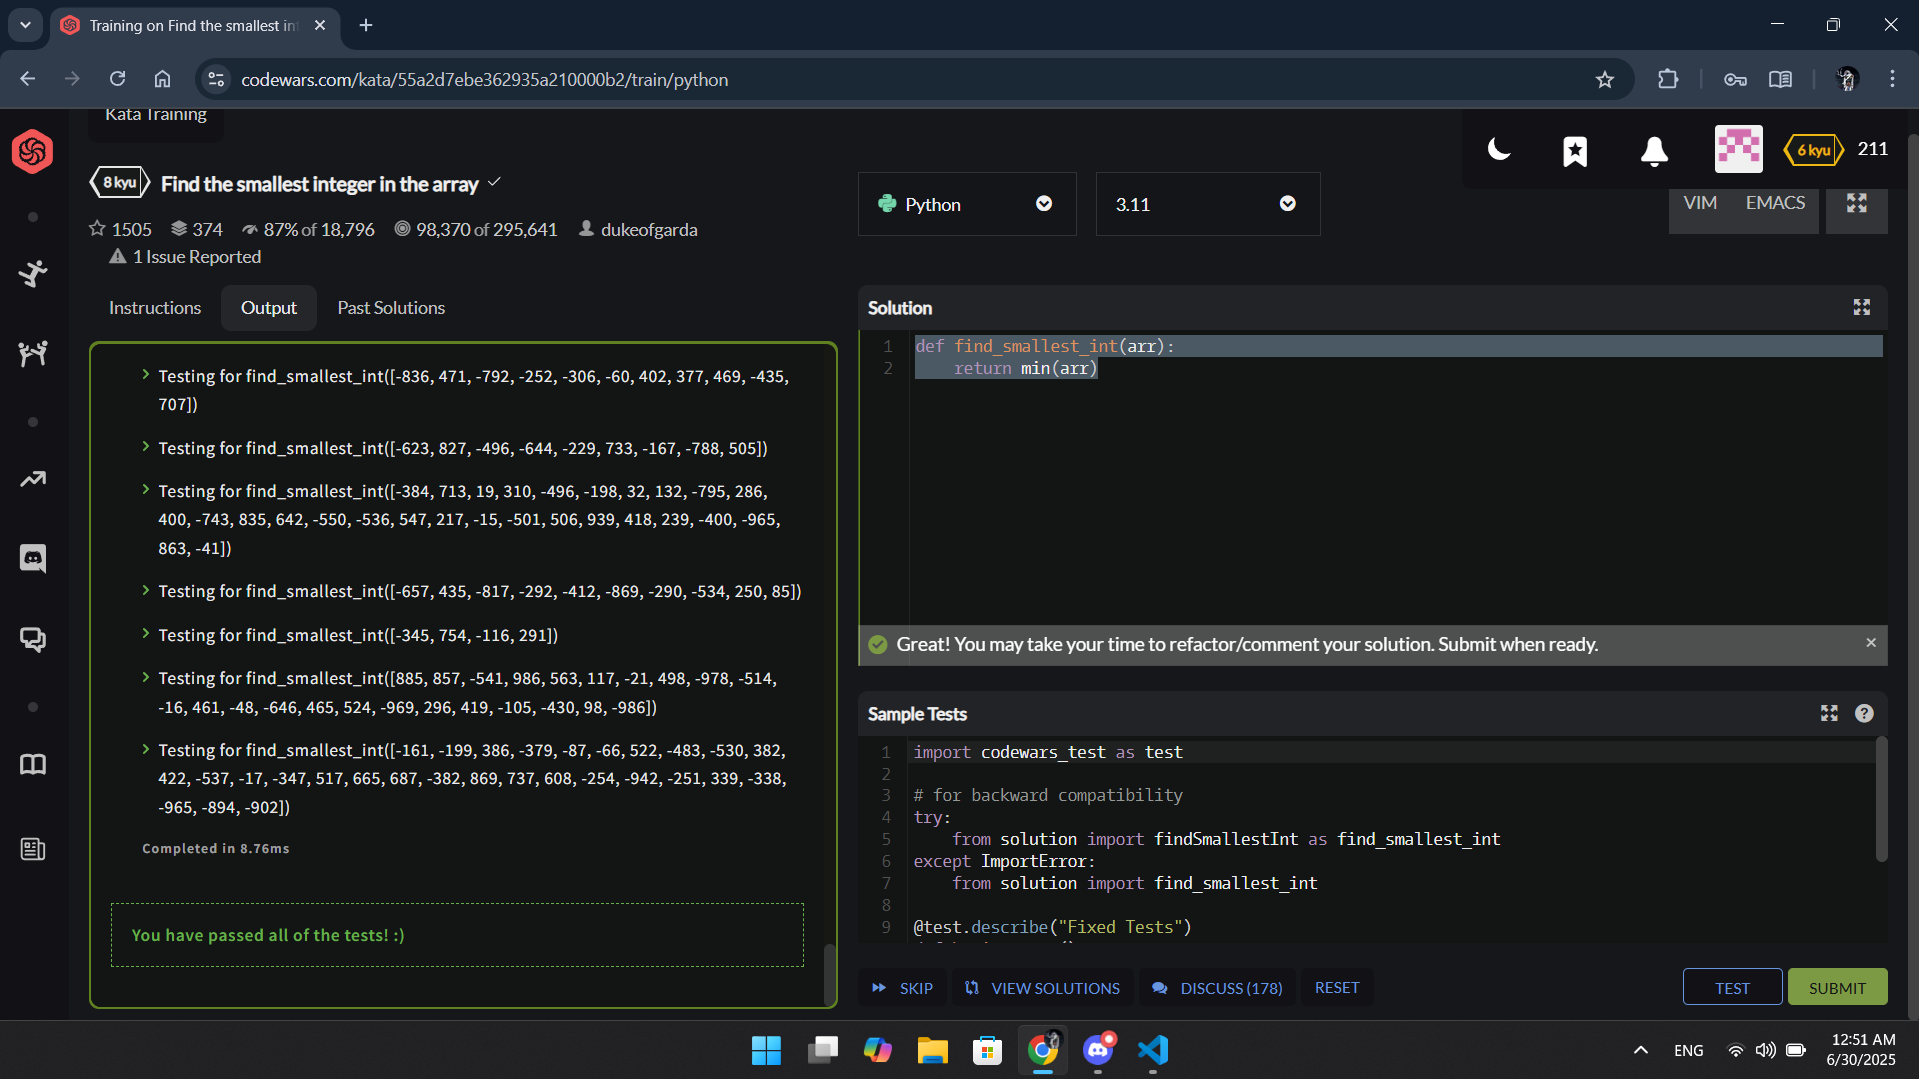 Training on Find the smallest int
codewars.com/kata/55a2d7ebe362935a210000b2/train/python
Kata Training
8 kyu
Find the smallest integer in the array
1505
374
87% of 18,796
98,370 of 295,641
dukeofgarda
1 Issue Reported
Python
3.11
6 kyu
211
VIM
EMACS
Instructions
Output
Past Solutions
Testing for find_smallest_int([-836, 471, -792, -252, -306, -60, 402, 377, 469, -435,
707])
Testing for find_smallest_int([-623, 827, -496, -644, -229, 733, -167, -788, 505])
Testing for find_smallest_int([-384, 713, 19, 310, -496, -198, 32, 132, -795, 286,
400, -743, 835, 642, -550, -536, 547, 217, -15, -501, 506, 939, 418, 239, -400, -965,
863, -41])
Testing for find_smallest_int([-657, 435, -817, -292, -412, -869, -290, -534, 250, 85])
Testing for find_smallest_int([-345, 754, -116, 291])
Testing for find_smallest_int([885, 857, -541, 986, 563, 117, -21, 498, -978, -514,
-16, 461, -48, -646, 465, 524, -969, 296, 419, -105, -430, 98, -986])
Testing for find_smallest_int([-161, -199, 386, -379, -87, -66, 522, -483, -530, 382,
422, -537, -17, -347, 517, 665, 687, -382, 869, 737, 608, -254, -942, -251, 339, -338,
-965, -894, -902])
Completed in 8.76ms
You have passed all of the tests! :)
Solution
1 def find_smallest_int(arr):
2     return min(arr)
Great! You may take your time to refactor/comment your solution. Submit when ready.
Sample Tests
1 import codewars_test as test
2
3 # for backward compatibility
4 try:
5     from solution import findSmallestInt as find_smallest_int
6 except ImportError:
7     from solution import find_smallest_int
8
9 @test.describe("Fixed Tests")
SKIP
VIEW SOLUTIONS
DISCUSS (178)
RESET
TEST
SUBMIT
ENG
12:51 AM
6/30/2025